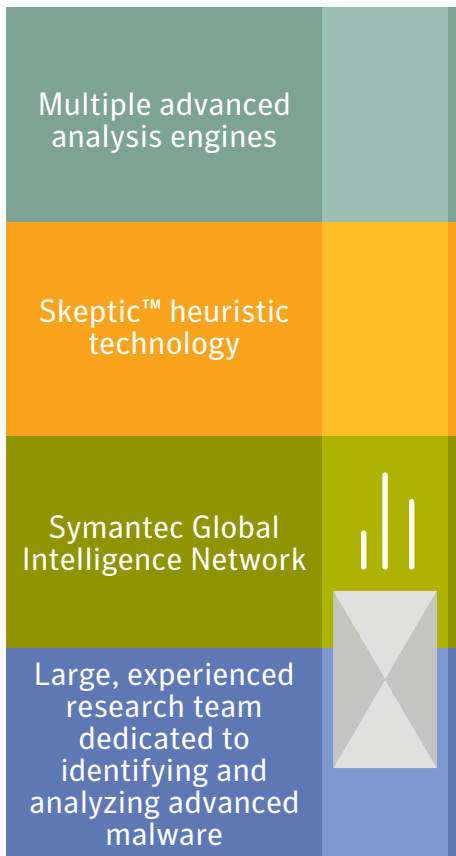 Multiple advanced
analysis engines
Skeptic™ heuristic
technology
Symantec Global
Intelligence Network
Large, experienced
research team
dedicated to
identifying and
analyzing advanced
malware